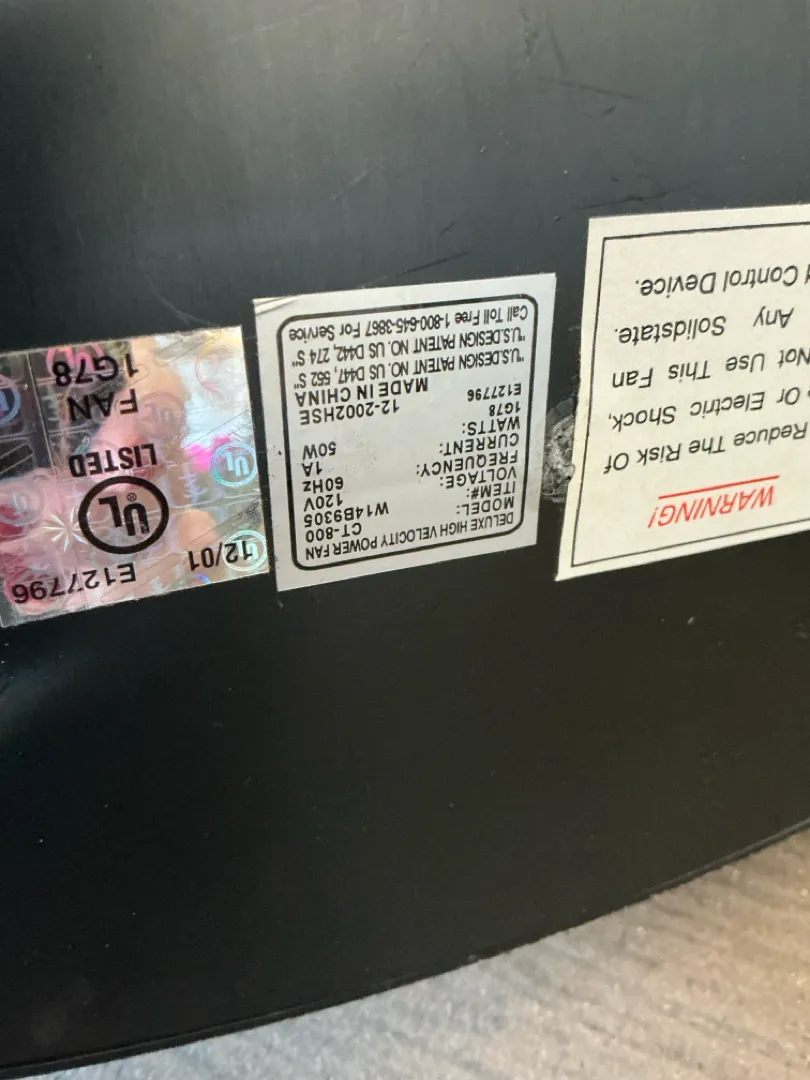 WARNING!
Reduce The Risk Of
Or Electric Shock,
Not Use This Fan
Any Solidstate
Control Device.
DELUXE HIGH VELOCITY POWER FAN
MODEL: CT-800
ITEM#: W14B9305
VOLTAGE: 120V
FREQUENCY: 60Hz
CURRENT: 1A
WATTS: 50W
1G78 12-2002HSE
E127796 MADE IN CHINA
"U.S.DESIGN PATENT NO. US D447, 552 S"
"U.S.DESIGN PATENT NO. US D442, 274 S"
Call Toll Free 1-800-645-3867 For Service
E127796 12/01
UL®
LISTED
FAN
1G78